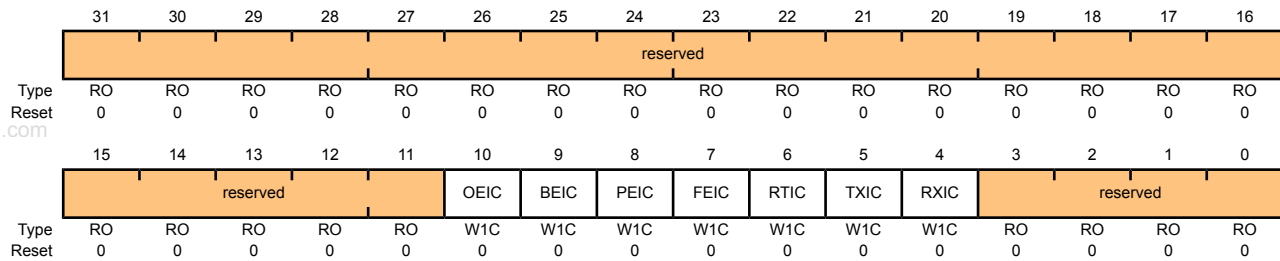 31 30 29 28 27 26 25 24 23 22 21 20 19 18 17 16
reserved
Type RO RO RO RO RO RO RO RO RO RO RO RO RO RO RO RO
Reset 0 0 0 0 0 0 0 0 0 0 0 0 0 0 0 0
.com
15 14 13 12 11 10 9 8 7 6 5 4 3 2 1 0
reserved OEIC BEIC PEIC FEIC RTIC TXIC RXIC reserved
Type RO RO RO RO RO W1C W1C W1C W1C W1C W1C W1C RO RO RO RO
Reset 0 0 0 0 0 0 0 0 0 0 0 0 0 0 0 0